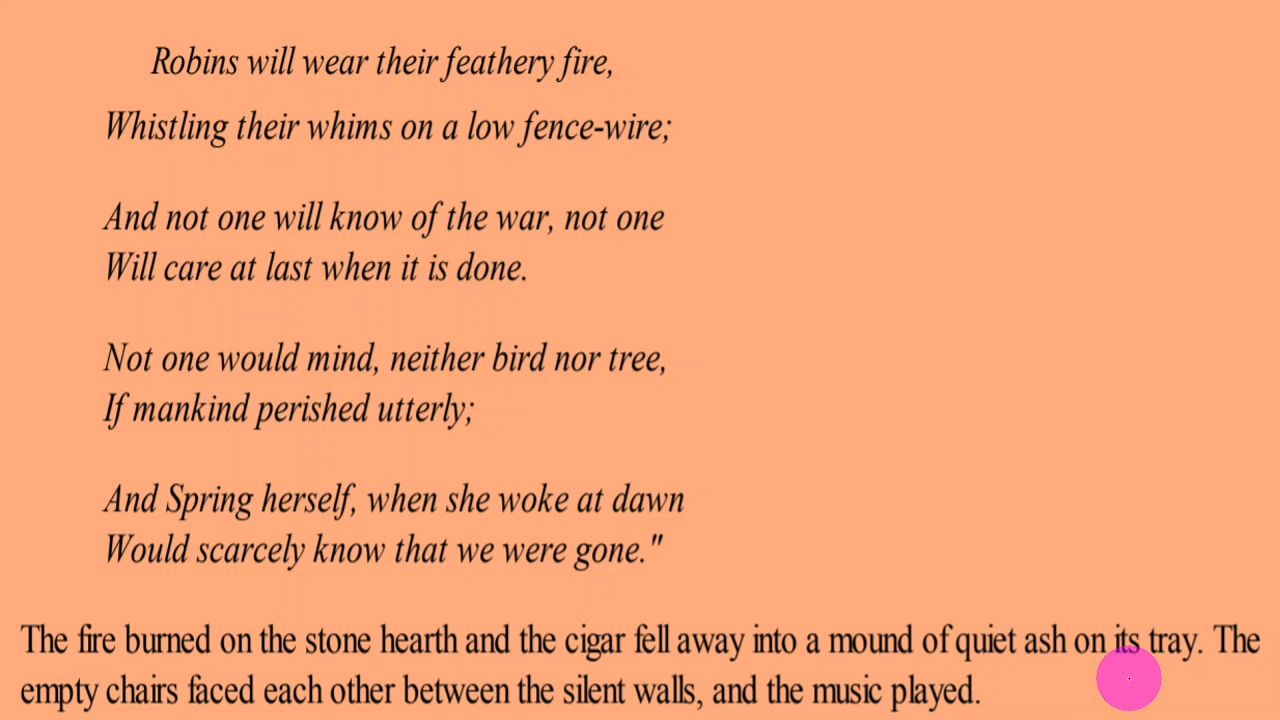 Robins will wear their feathery fire,
Whistling their whims on a low fence-wire;
And not one will know of the war, not one
Will care at last when it is done.
Not one would mind, neither bird nor tree,
If mankind perished utterly;
And Spring herself, when she woke at dawn
Would scarcely know that we were gone."
The fire burned on the stone hearth and the cigar fell away into a mound of quiet ash on its tray. The
empty chairs faced each other between the silent walls, and the music played.